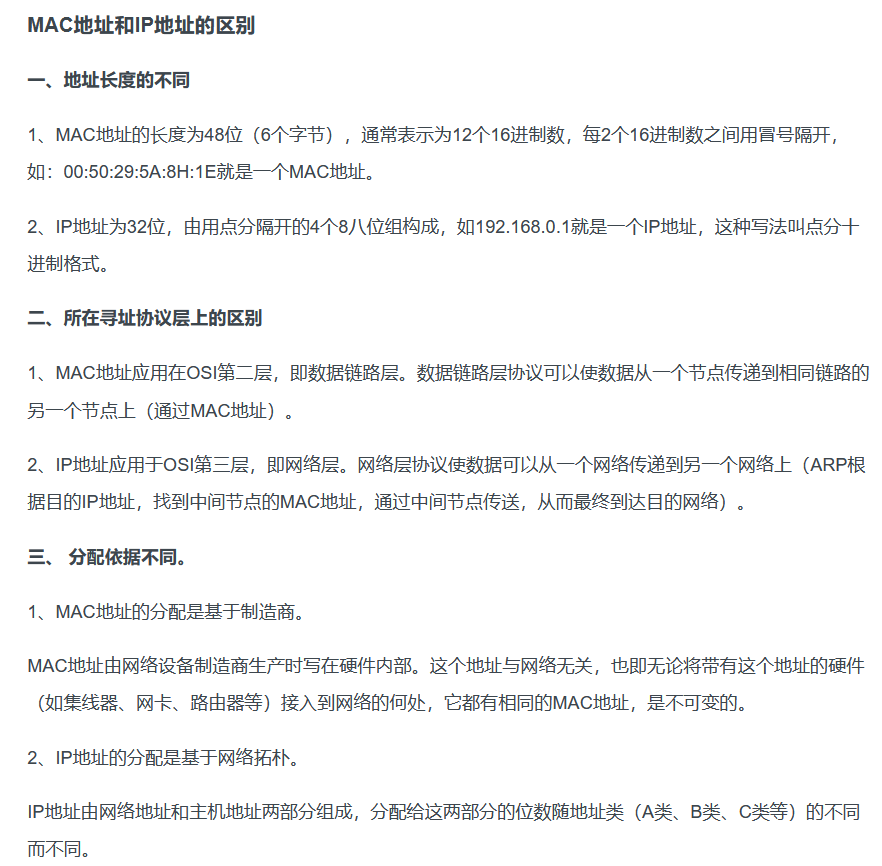 MAC地址和IP地址的区别
一、地址长度的不同
1、MAC地址的长度为48位（6个字节），通常表示为12个16进制数，每2个16进制数之间用冒号隔开，
如：00:50:29:5A:8H:1E就是一个MAC地址。
2、IP地址为32位，由用点分隔开的4个8八位组构成，如192.168.0.1就是一个IP地址，这种写法叫点分十
进制格式。
二、所在寻址协议层上的区别
1、MAC地址应用在OSI第二层，即数据链路层。数据链路层协议可以使数据从一个节点传递到相同链路的
另一个节点上（通过MAC地址）。
2、IP地址应用于OSI第三层，即网络层。网络层协议使数据可以从一个网络传递到另一个网络上（ARP根
据目的IP地址，找到中间节点的MAC地址，通过中间节点传送，从而最终到达目的网络）。
三、 分配依据不同。
1、MAC地址的分配是基于制造商。
MAC地址由网络设备制造商生产时写在硬件内部。这个地址与网络无关，也即无论将带有这个地址的硬件
（如集线器、网卡、路由器等）接入到网络的何处，它都有相同的MAC地址，是不可变的。
2、IP地址的分配是基于网络拓朴。
IP地址由网络地址和主机地址两部分组成，分配给这两部分的位数随地址类（A类、B类、C类等）的不同
而不同。